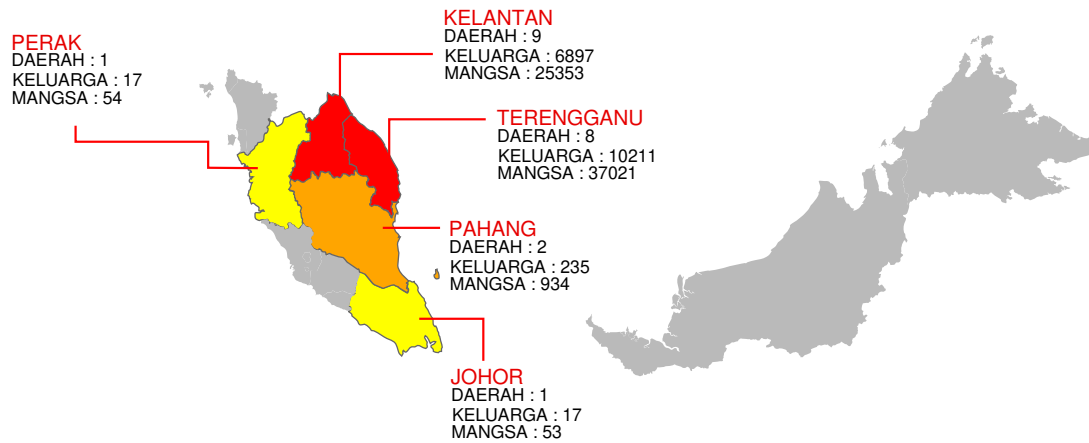 PERAK
DAERAH : 1
KELUARGA : 17
MANGSA : 54
KELANTAN
DAERAH : 9
KELUARGA : 6897
MANGSA : 25353
TERENGGANU
DAERAH : 8
KELUARGA : 10211
MANGSA : 37021
PAHANG
DAERAH : 2
KELUARGA : 235
MANGSA : 934
JOHOR
DAERAH : 1
KELUARGA : 17
MANGSA : 53